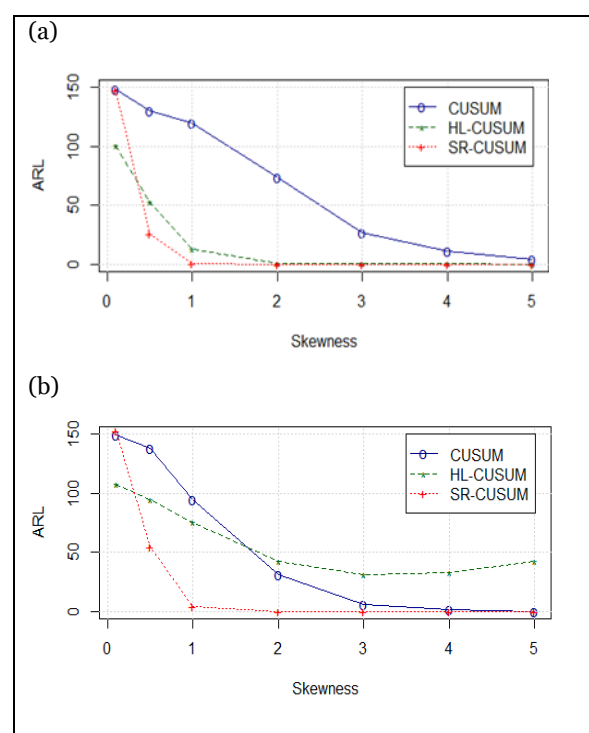 (a)
150
100
50
0
ARL
CUSUM
HL-CUSUM
SR-CUSUM
0 1 2 3 4 5
Skewness
(b)
150
100
50
0
ARL
CUSUM
HL-CUSUM
SR-CUSUM
0 1 2 3 4 5
Skewness